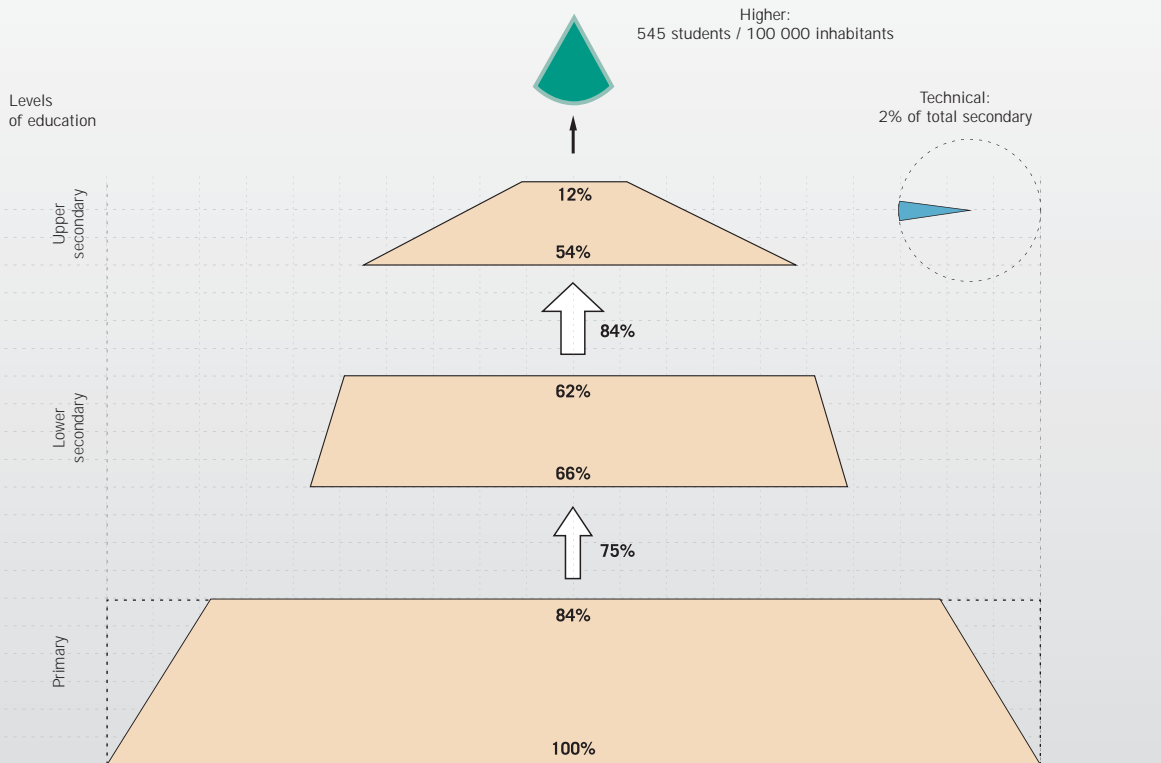 Higher:
545 students / 100 000 inhabitants
Levels
of education
Technical:
2% of total secondary
Upper
secondary
12%
54%
84%
Lower
secondary
62%
66%
75%
Primary
84%
100%